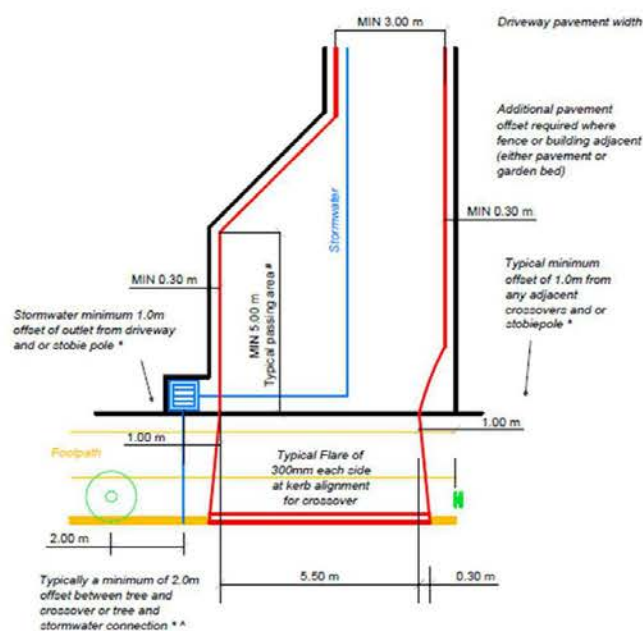 MIN 3.00 m
Driveway pavement width
Additional pavement
offset required where
fence or building adjacent
(either pavement or
garden bed)
Stormwater
MIN 0.30 m
MIN 0.30 m
MIN 5.00 m
Typical passing area #
Typical minimum
offset of 1.0m from
any adjacent
crossovers and or
stobiepole *
Stormwater minimum 1.0m
offset of outlet from driveway
and or stobie pole *
1.00 m
1.00 m
Footpath
Typical Flare of
300mm each side
at kerb alignment
for crossover
2.00 m
5.50 m
0.30 m
Typically a minimum of 2.0m
offset between tree and
crossover or tree and
stormwater connection * ^